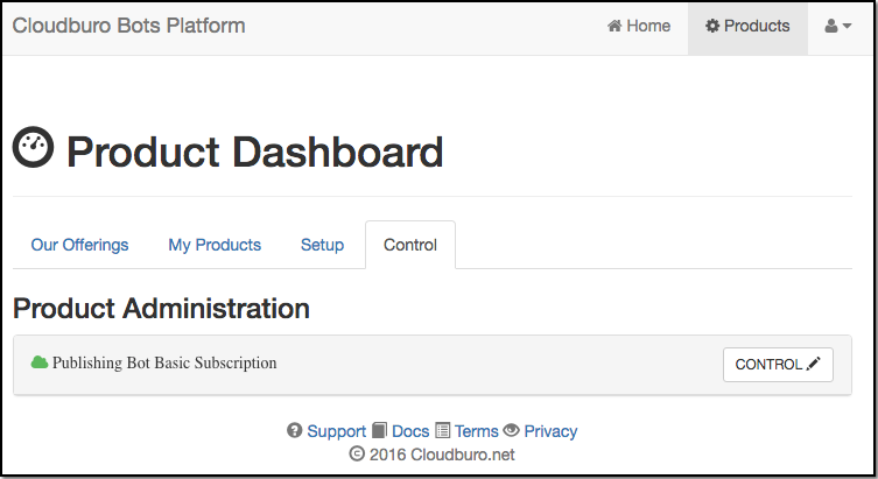 Cloudburo Bots Platform Home Products
Product Dashboard
Our Offerings My Products Setup Control
Product Administration
Publishing Bot Basic Subscription CONTROL
Support Docs Terms Privacy
© 2016 Cloudburo.net